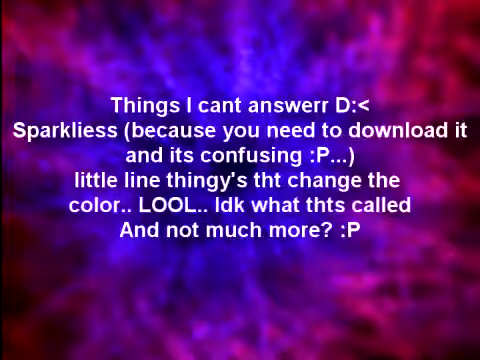 Things I cant answerr D:<
Sparkliess (because you need to download it
and its confusing :P...)
little line thingy's tht change the
color.. LOOL.. Idk what thts called
And not much more? :P